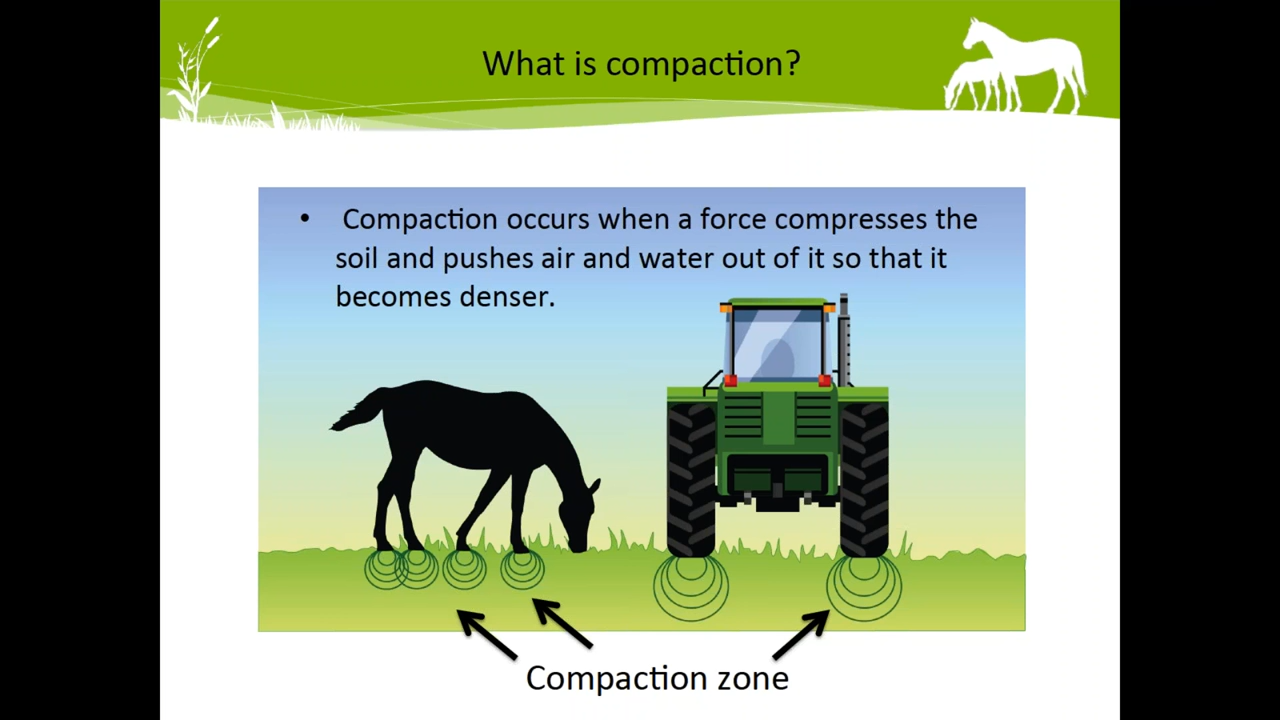 What is compaction?
• Compaction occurs when a force compresses the
soil and pushes air and water out of it so that it
becomes denser.
Compaction zone